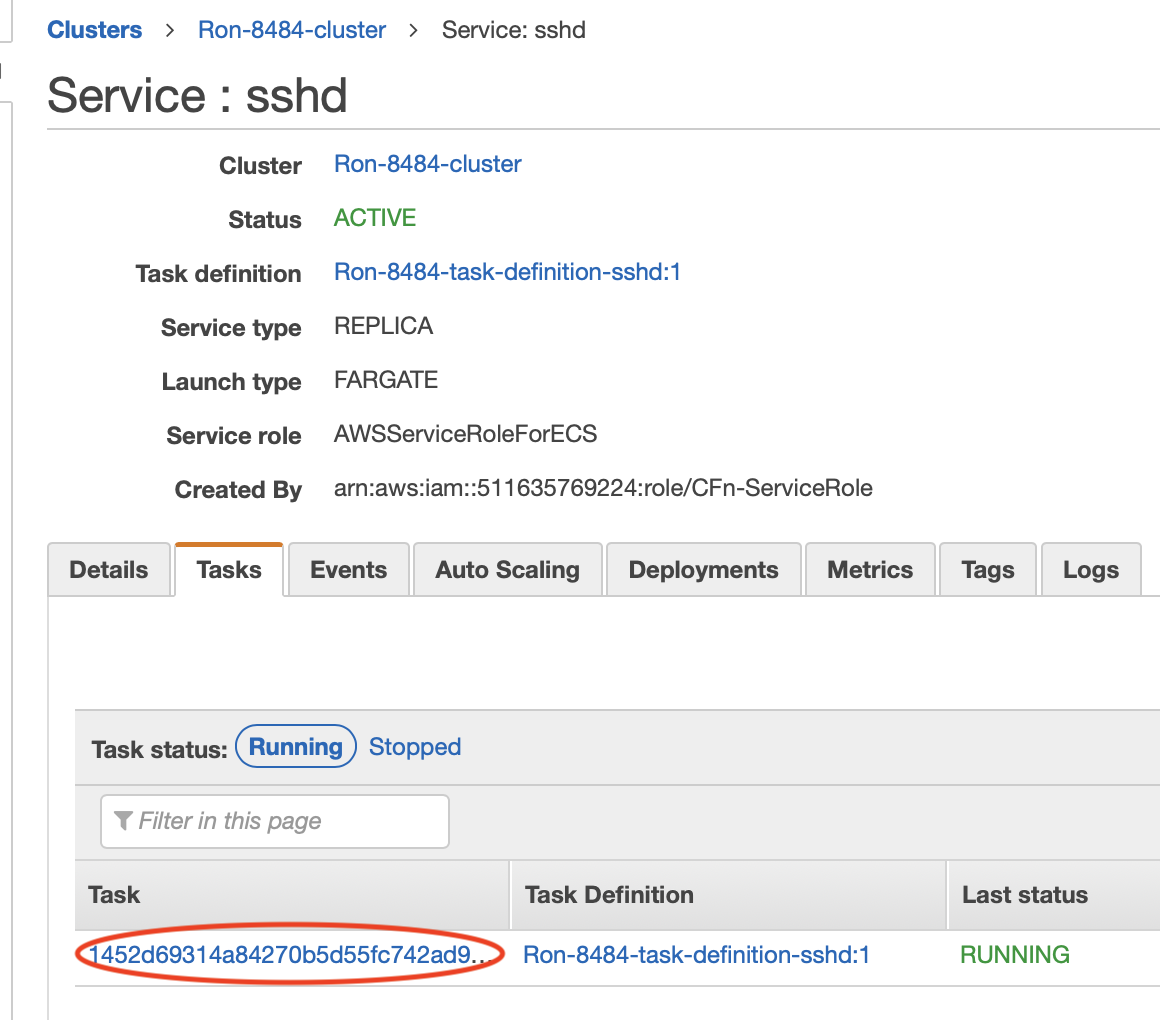 Clusters > Ron-8484-cluster > Service: sshd
Service : sshd
Cluster Ron-8484-cluster
Status ACTIVE
Task definition Ron-8484-task-definition-sshd:1
Service type REPLICA
Launch type FARGATE
Service role AWSServiceRoleForECS
Created By arn:aws:iam::511635769224:role/CFn-ServiceRole
Details Tasks Events Auto Scaling Deployments Metrics Tags Logs
Task status: Running Stopped
Filter in this page
Task Task Definition Last status
1452d69314a84270b5d55fc742ad9... Ron-8484-task-definition-sshd:1 RUNNING